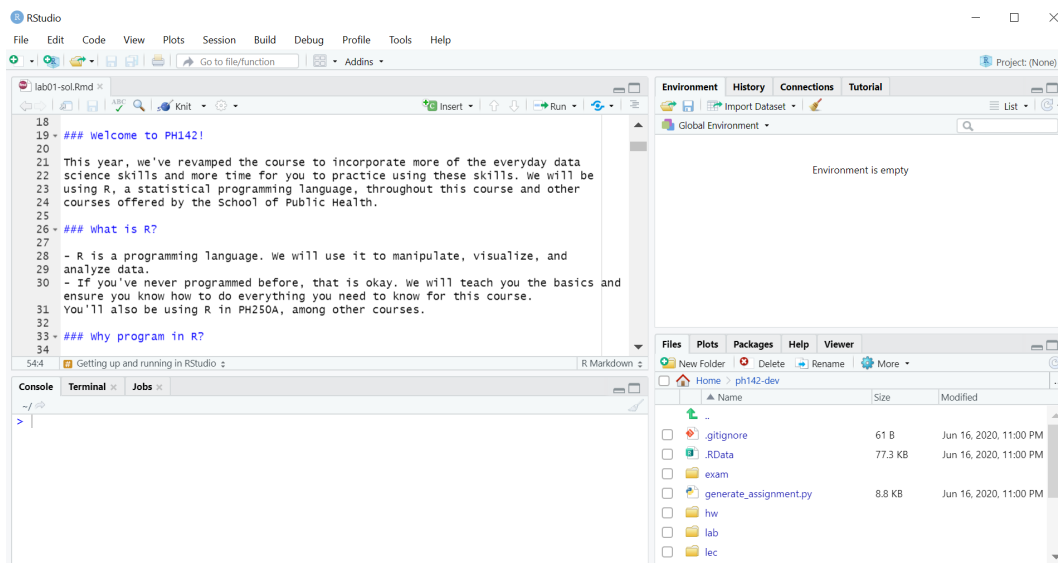 RStudio
File Edit Code View Plots Session Build Debug Profile Tools Help
Go to file/function Addins Project: (None)
lab01-sol.Rmd
ABC Knit Insert Run
18
19 ### Welcome to PH142!
20
21 This year, we've revamped the course to incorporate more of the everyday data
22 science skills and more time for you to practice using these skills. We will be
23 using R, a statistical programming language, throughout this course and other
24 courses offered by the School of Public Health.
25
26 ### What is R?
27
28 - R is a programming language. We will use it to manipulate, visualize, and
29 analyze data.
30 - If you've never programmed before, that is okay. We will teach you the basics and
ensure you know how to do everything you need to know for this course.
31 You'll also be using R in PH250A, among other courses.
32
33 ### Why program in R?
34
54:4 Getting up and running in RStudio R Markdown
Console Terminal Jobs
~/
>
Environment History Connections Tutorial
Import Dataset List
Global Environment
Environment is empty
Files Plots Packages Help Viewer
New Folder Delete Rename More
Home ph142-dev
Name Size Modified
..
.gitignore 61 B Jun 16, 2020, 11:00 PM
.RData 77.3 KB Jun 16, 2020, 11:00 PM
exam
generate_assignment.py 8.8 KB Jun 16, 2020, 11:00 PM
hw
lab
lec